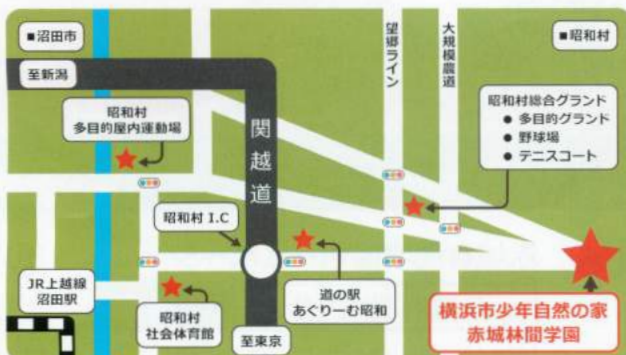 ■沼田市
至新潟
昭和村
多目的屋内運動場
関越道
望郷ライン
大規模農道
■昭和村
昭和村総合グランド
● 多目的グランド
● 野球場
● テニスコート
昭和村 I.C
道の駅
あぐりーむ昭和
JR上越線
沼田駅
昭和村
社会体育館
至東京
横浜市少年自然の家
赤城林間学園